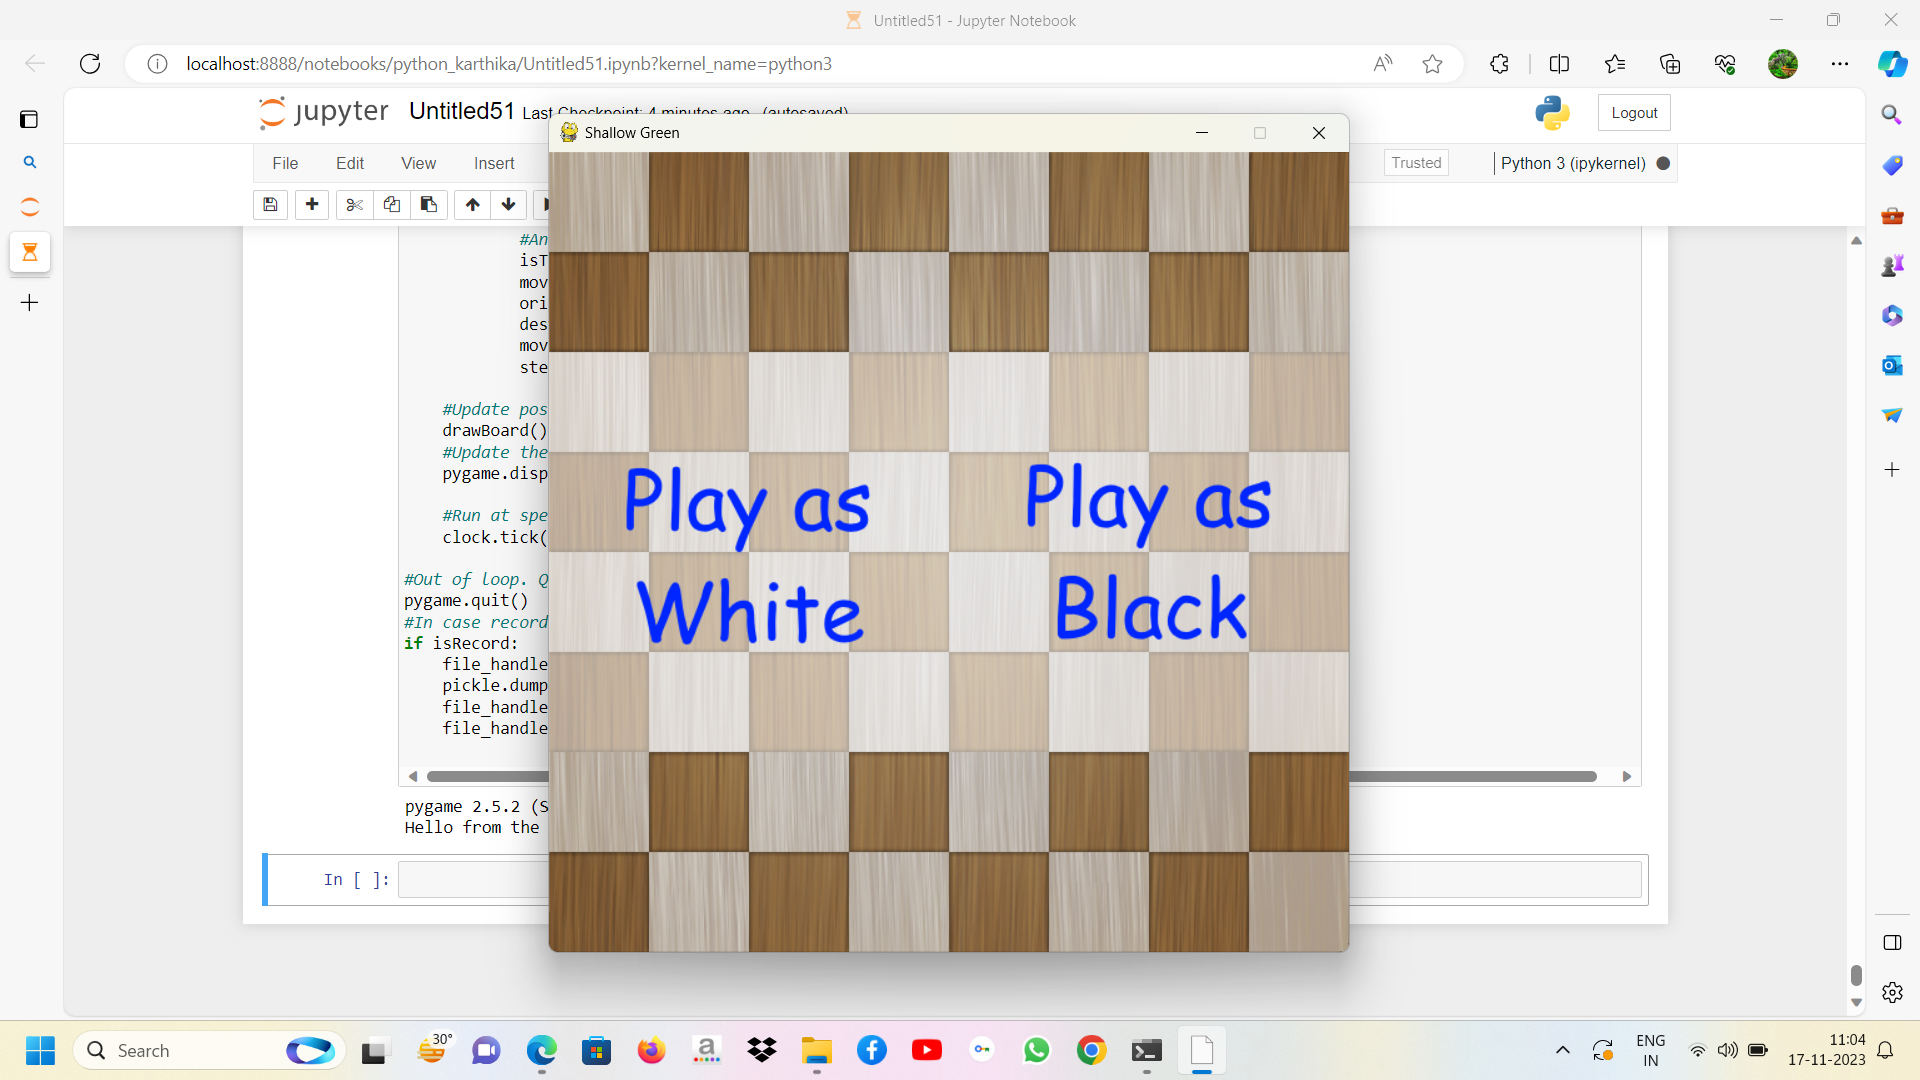 Untitled51 - Jupyter Notebook
localhost:8888/notebooks/python_karthika/Untitled51.ipynb?kernel_name=python3
jupyter Untitled51 Last Checkpoint: 4 minutes ago (autosaved)
Logout
Shallow Green
File Edit View Insert
Trusted
Python 3 (ipykernel)
#An
isT
mov
ori
des
mov
ste
#Update pos
drawBoard()
#Update the
pygame.disp
#Run at spe
clock.tick(
#Out of loop. Q
pygame.quit()
#In case record
if isRecord:
file_handle
pickle.dump
file_handle
file_handle
Play as
White
Play as
Black
pygame 2.5.2 (S
Hello from the
In [ ]:
Search
30°
ENG
IN
11:04
17-11-2023